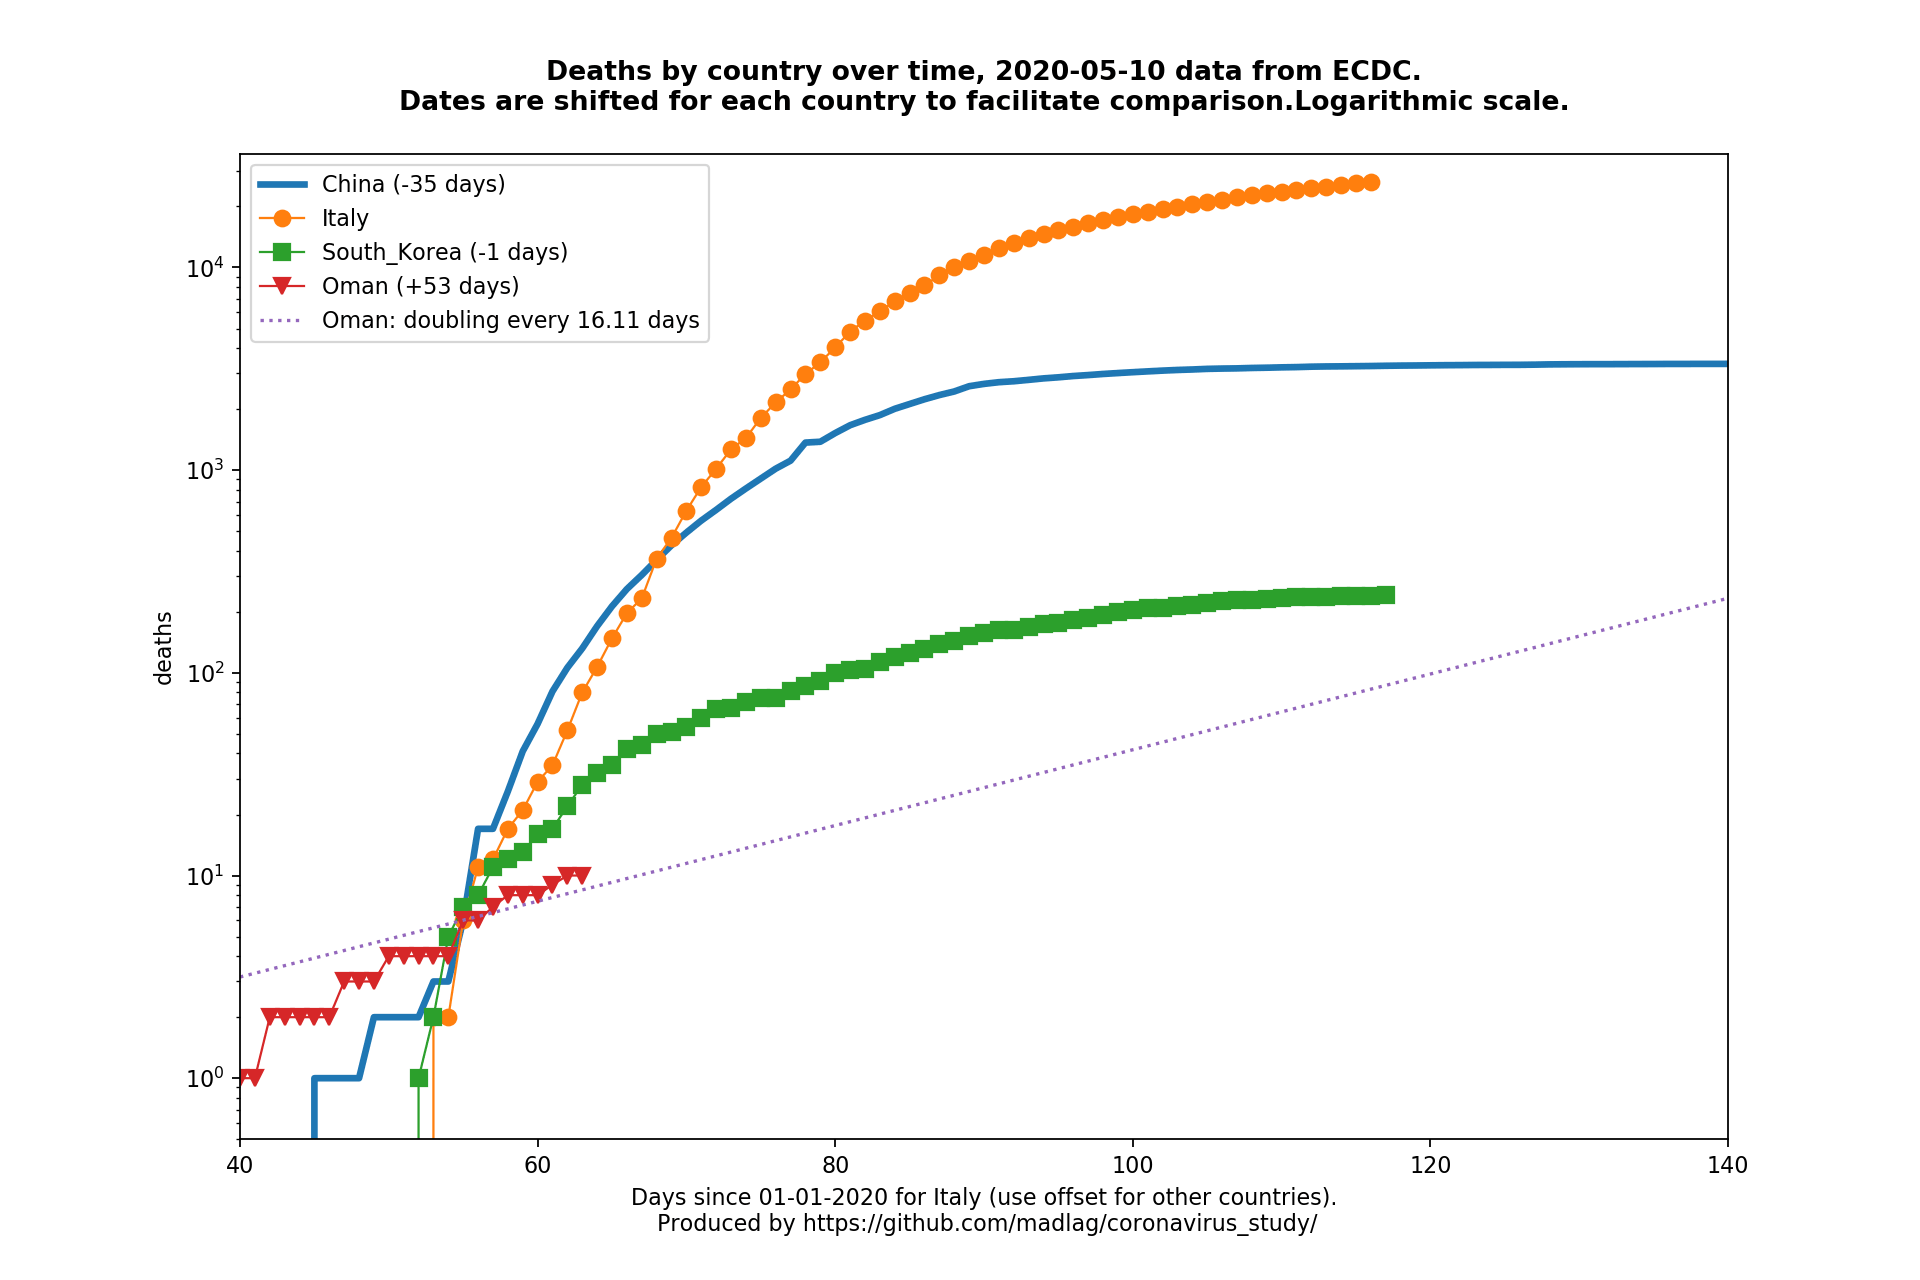 Deaths by country over time, 2020-05-10 data from ECDC.
Dates are shifted for each country to facilitate comparison.Logarithmic scale.
China (-35 days)
Italy
South_Korea (-1 days)
Oman (+53 days)
Oman: doubling every 16.11 days
deaths
10⁴
10³
10²
10¹
10⁰
40 60 80 100 120 140
Days since 01-01-2020 for Italy (use offset for other countries).
Produced by https://github.com/madlag/coronavirus_study/